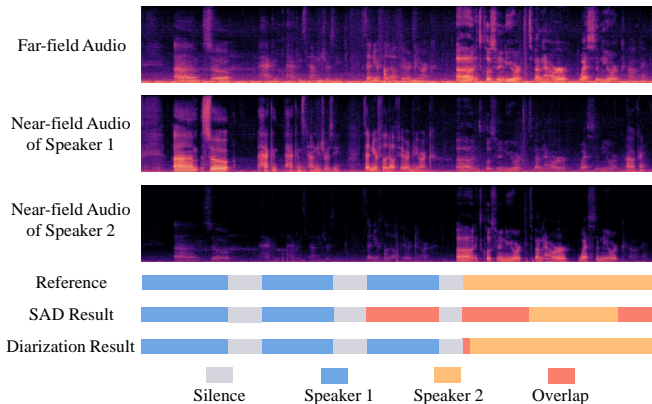 Far-field Audio
Near-field Audio
of Speaker 1
Near-field Audio
of Speaker 2
Reference
SAD Result
Diarization Result
Silence
Speaker 1
Speaker 2
Overlap